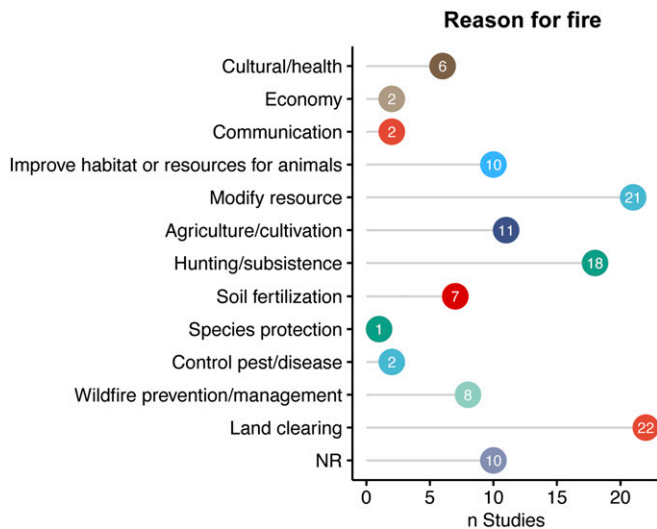 Reason for fire
Cultural/health 6
Economy 2
Communication 2
Improve habitat or resources for animals 10
Modify resource 21
Agriculture/cultivation 11
Hunting/subsistence 18
Soil fertilization 7
Species protection 1
Control pest/disease 2
Wildfire prevention/management 8
Land clearing 22
NR 10
0 5 10 15 20
n Studies